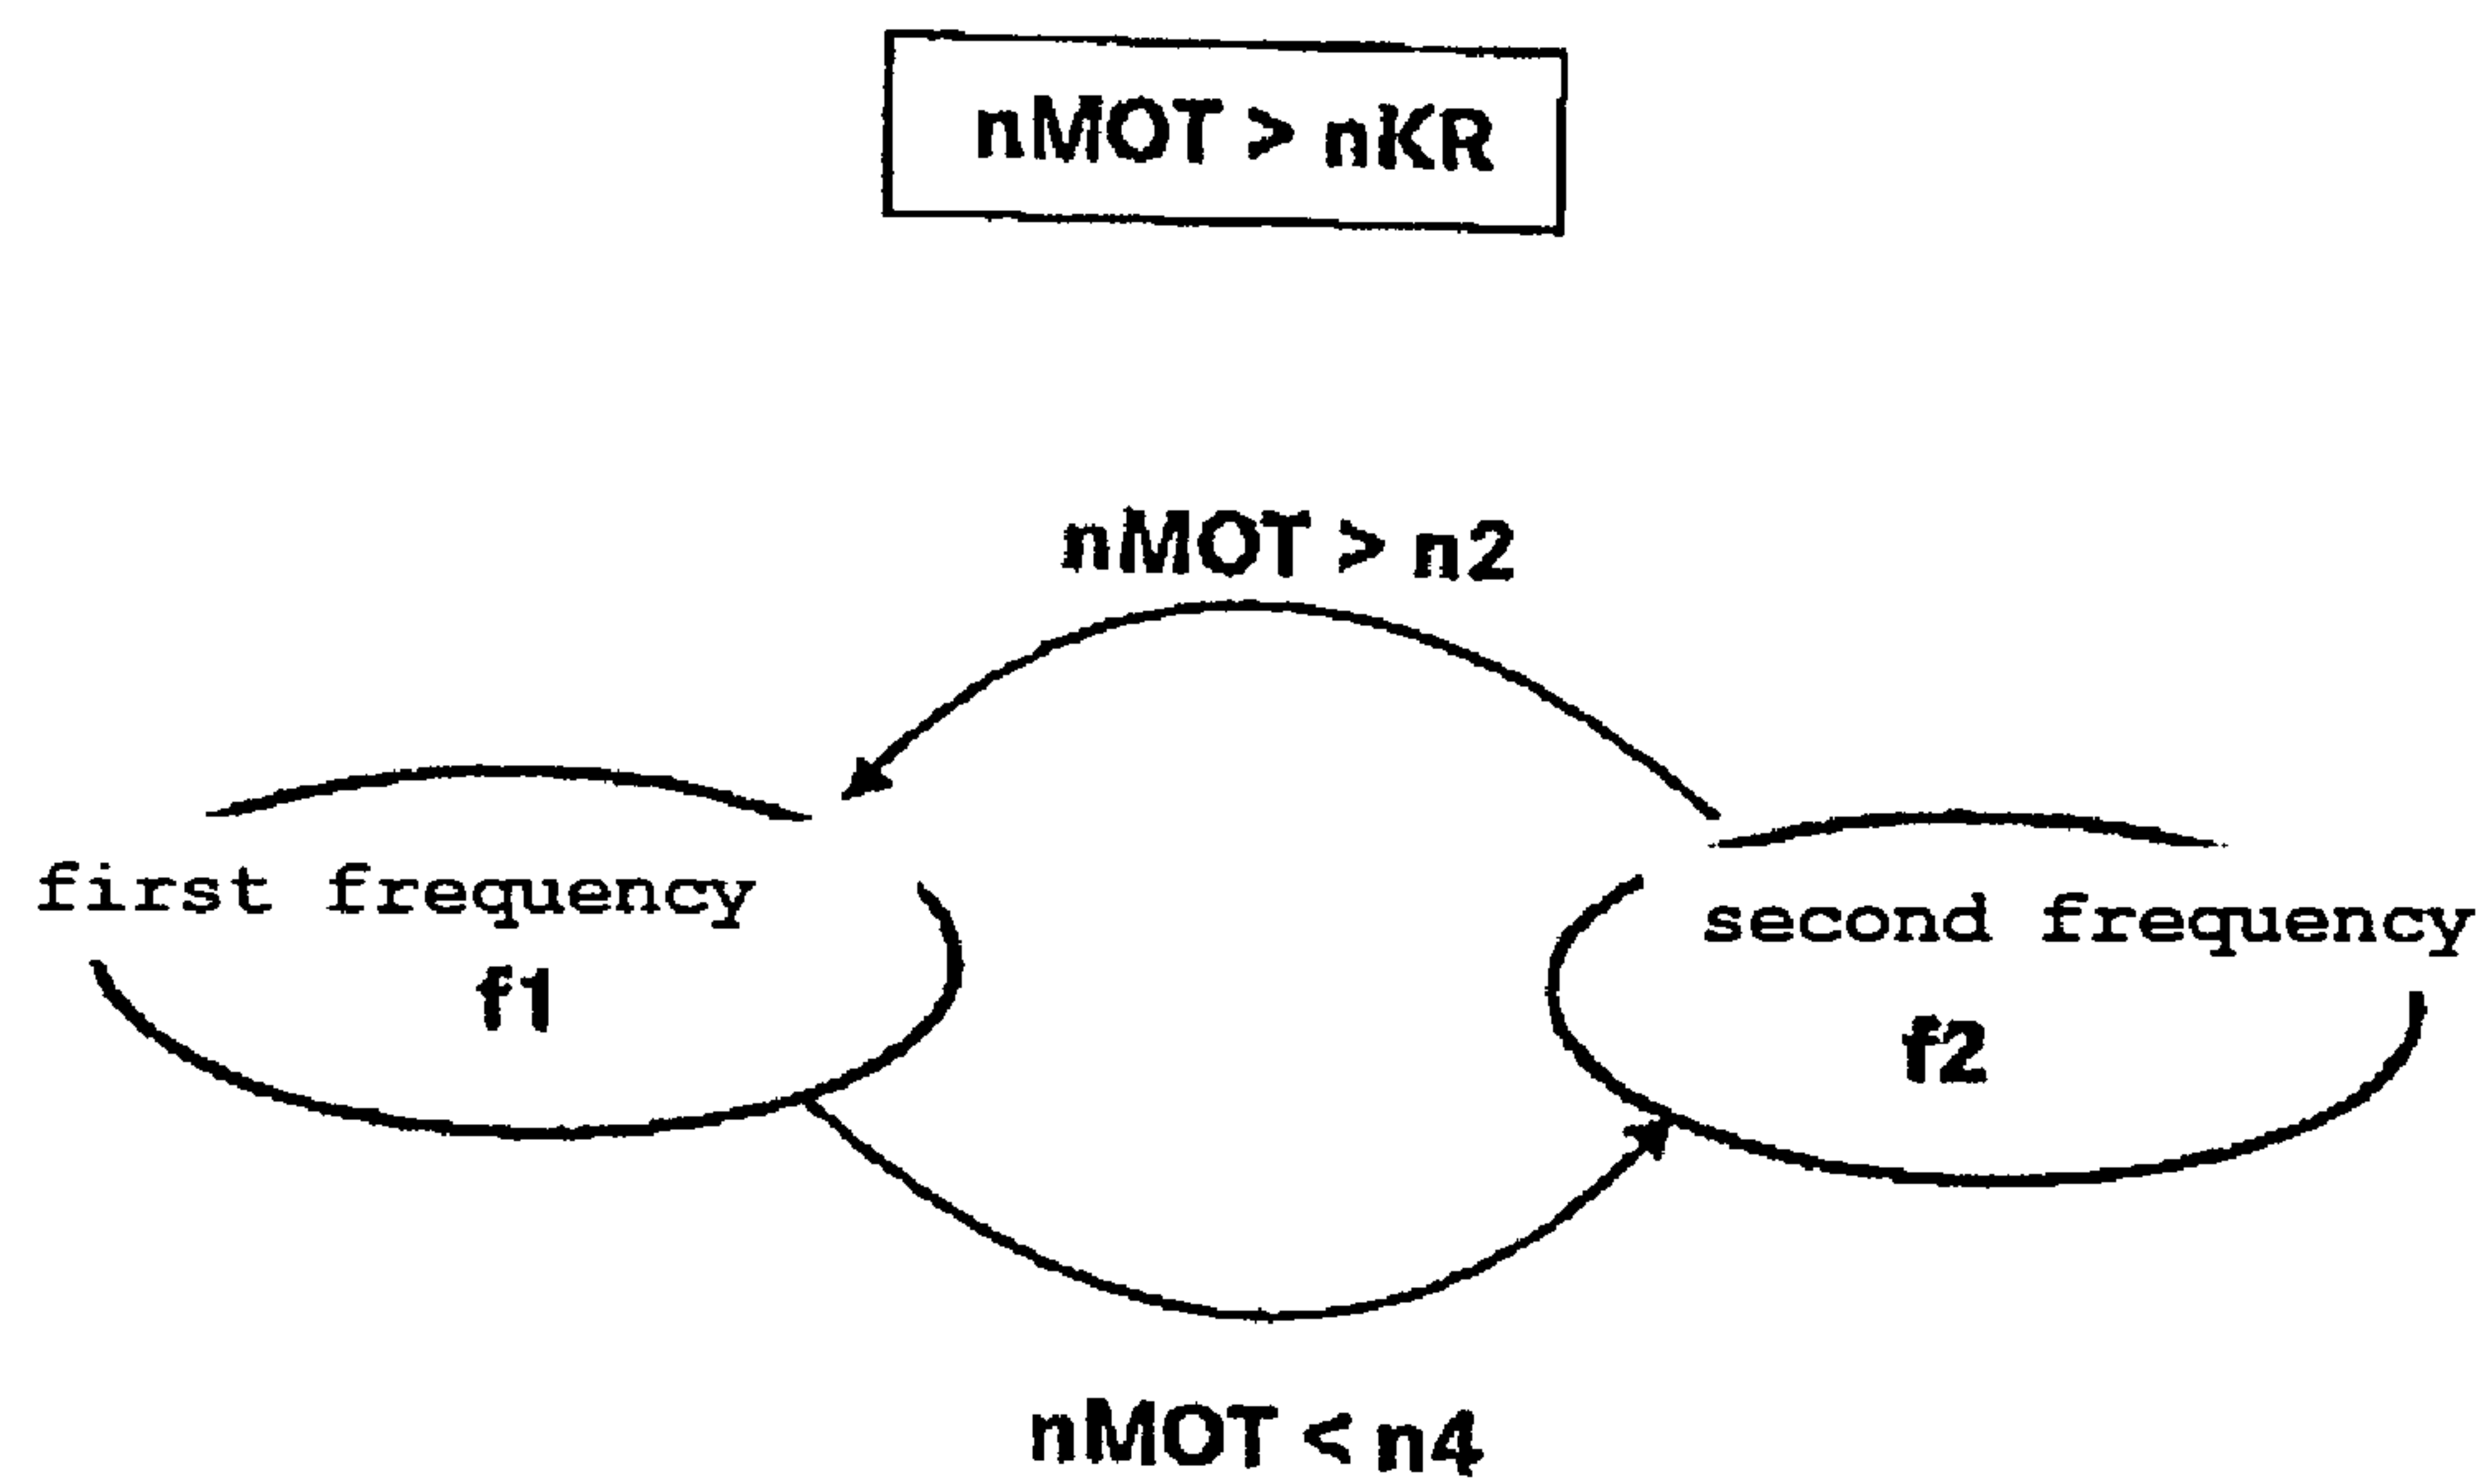 nMOT > nKR
nMOT > n2
first frequency
f1
second frequency
f2
nMOT < n4